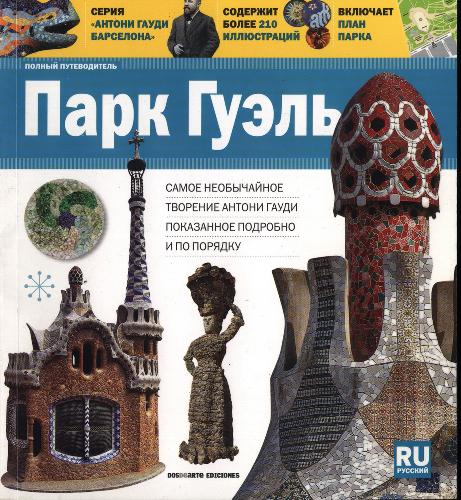 СЕРИЯ
«АНТОНИ ГАУДИ
БАРСЕЛОНА»
СОДЕРЖИТ
БОЛЕЕ 210
ИЛЛЮСТРАЦИЙ
ВКЛЮЧАЕТ
ПЛАН
ПАРКА
ПОЛНЫЙ ПУТЕВОДИТЕЛЬ
Парк Гуэль
САМОЕ НЕОБЫЧАЙНОЕ
ТВОРЕНИЕ АНТОНИ ГАУДИ
ПОКАЗАННОЕ ПОДРОБНО
И ПО ПОРЯДКУ
DOSDEARTE EDICIONES
RU
РУССКИЙ